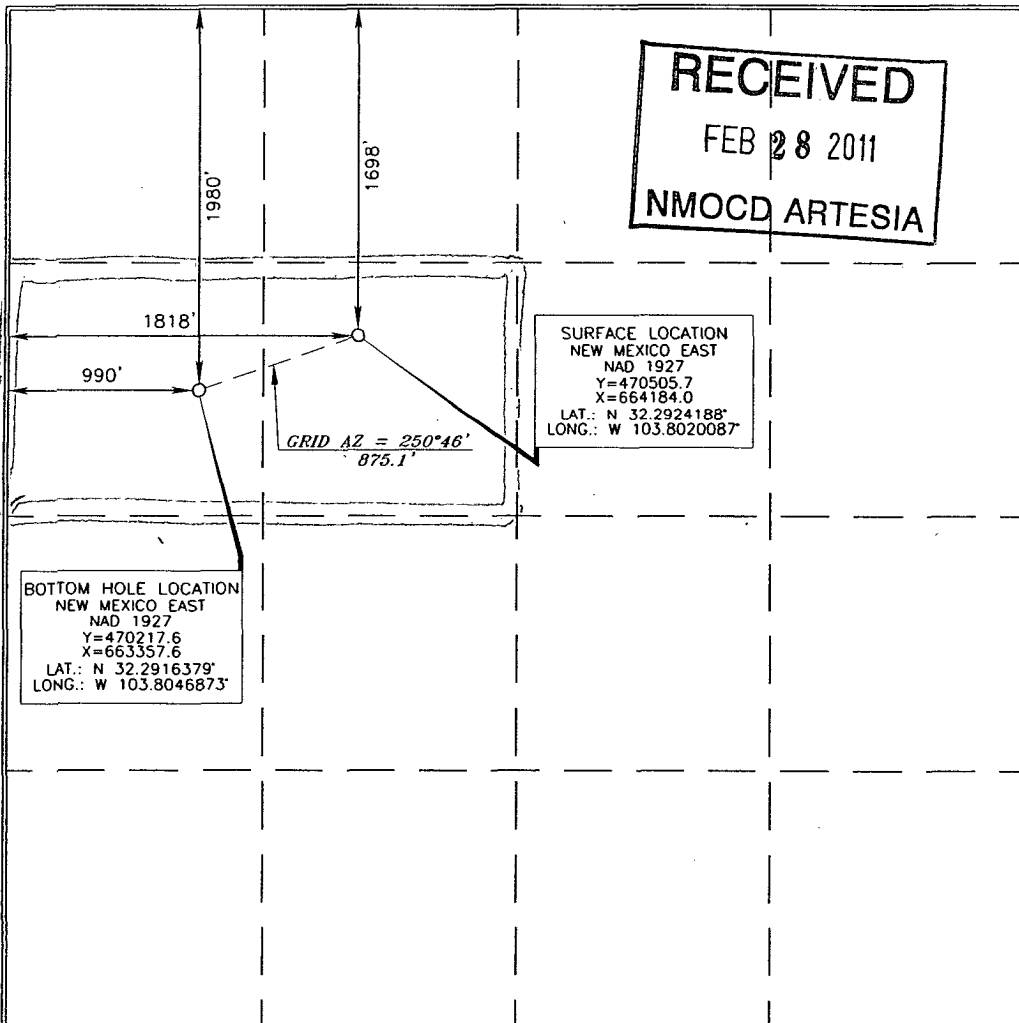 RECEIVED
FEB 28 2011
NMOCD ARTESIA
1980'
1698'
1818'
990'
GRID AZ = 250°46'
875.1'
SURFACE LOCATION
NEW MEXICO EAST
NAD 1927
Y=470505.7
X=664184.0
LAT.: N 32.2924188°
LONG.: W 103.8020087°
BOTTOM HOLE LOCATION
NEW MEXICO EAST
NAD 1927
Y=470217.6
X=663357.6
LAT.: N 32.2916379°
LONG.: W 103.8046873°